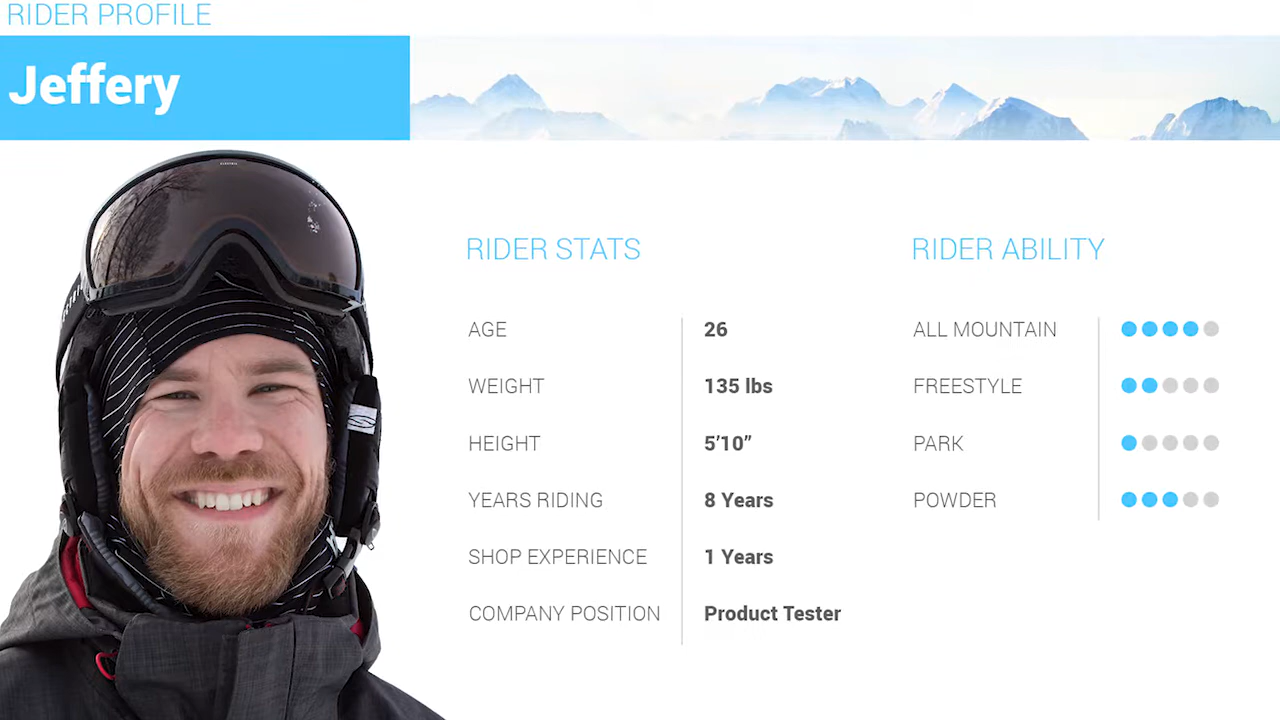 RIDER PROFILE
Jeffery
RIDER STATS
AGE 26
WEIGHT 135 lbs
HEIGHT 5’10”
YEARS RIDING 8 Years
SHOP EXPERIENCE 1 Years
COMPANY POSITION Product Tester
RIDER ABILITY
ALL MOUNTAIN
FREESTYLE
PARK
POWDER